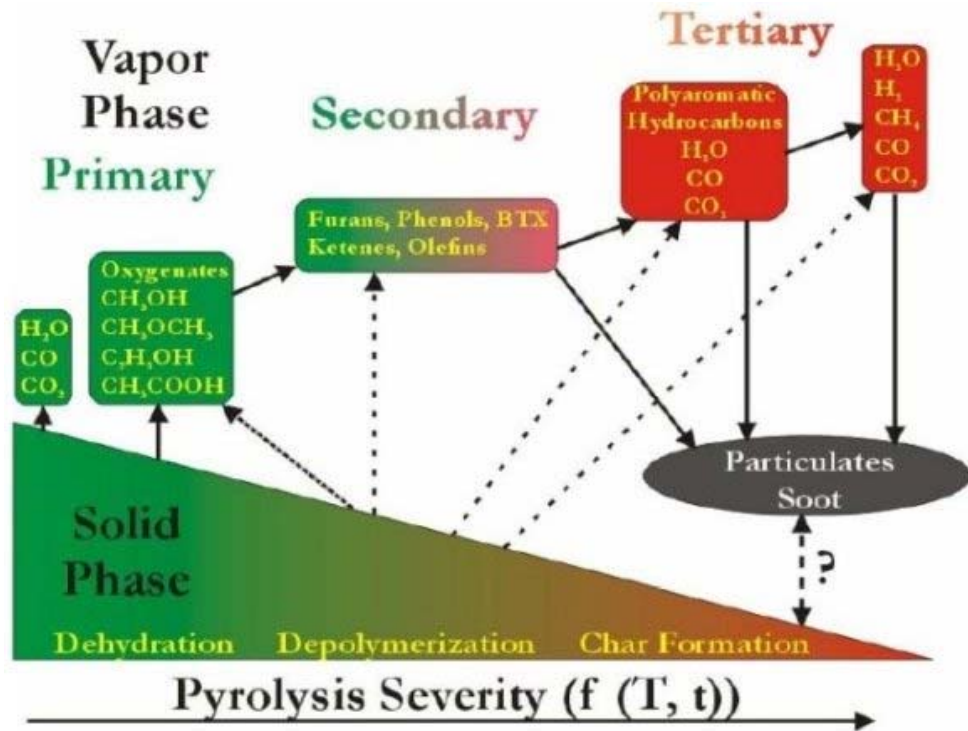 Vapor
Phase
Primary
Secondary
Tertiary
H₂O
CO
CO₂
Oxygenates
CH₃OH
CH₃OCH₃
C₂H₅OH
CH₃COOH
Furans, Phenols, BTX
Ketenes, Olefins
Polyaromatic
Hydrocarbons
H₂O
CO
CO₂
H₂O
H₂
CH₄
CO
CO₂
Particulates
Soot
?
Solid
Phase
Dehydration
Depolymerization
Char Formation
Pyrolysis Severity (f (T, t))